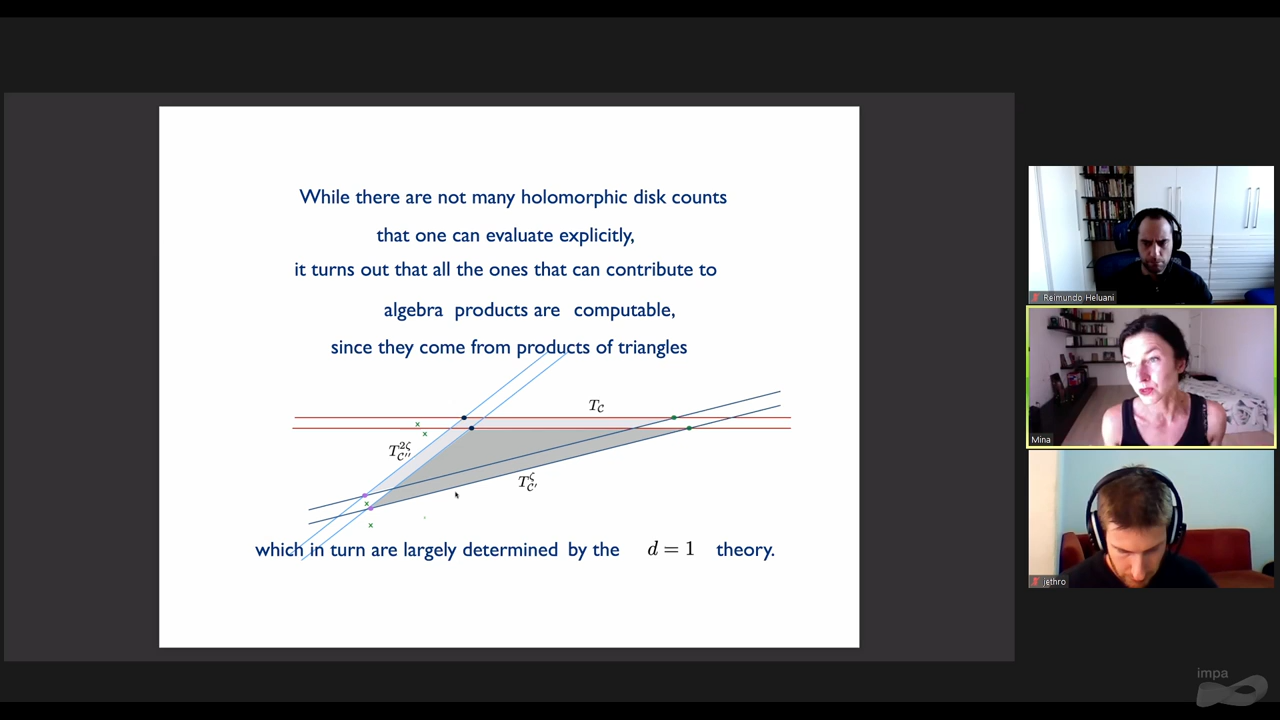 While there are not many holomorphic disk counts
that one can evaluate explicitly,
it turns out that all the ones that can contribute to
algebra products are computable,
since they come from products of triangles
T_C
T^{2ζ}_{C''}
T^ζ_{C'}
which in turn are largely determined by the d = 1 theory.
Reimundo Heluani
Mina
jethro
impa